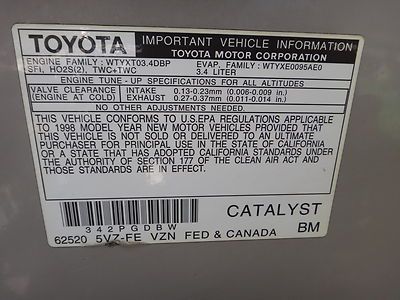 TOYOTA IMPORTANT VEHICLE INFORMATION
TOYOTA MOTOR CORPORATION
ENGINE FAMILY : WTYXT03.4DBP EVAP. FAMILY : WTYXE0095AE0
SFI, HO2S(2), TWC+TWC 3.4 LITER
ENGINE TUNE - UP SPECIFICATIONS FOR ALL ALTITUDES
VALVE CLEARANCE INTAKE 0.13-0.23mm (0.006-0.009 in.)
(ENGINE AT COLD) EXHAUST 0.27-0.37mm (0.011-0.014 in.)
NO OTHER ADJUSTMENTS NEEDED.
THIS VEHICLE CONFORMS TO U.S.EPA REGULATIONS APPLICABLE
TO 1998 MODEL YEAR NEW MOTOR VEHICLES PROVIDED THAT
THIS VEHICLE IS ONLY INTRODUCED FOR SALE TO AN ULTIMATE
PURCHASER FOR PRINCIPAL USE IN THE STATE OF CALIFORNIA
OR A STATE THAT HAS ADOPTED CALIFORNIA STANDARDS UNDER
THE AUTHORITY OF SECTION 177 OF THE CLEAN AIR ACT AND
THOSE STANDARDS ARE IN EFFECT.
342PGDBW CATALYST
62520 5VZ-FE VZN FED & CANADA BM